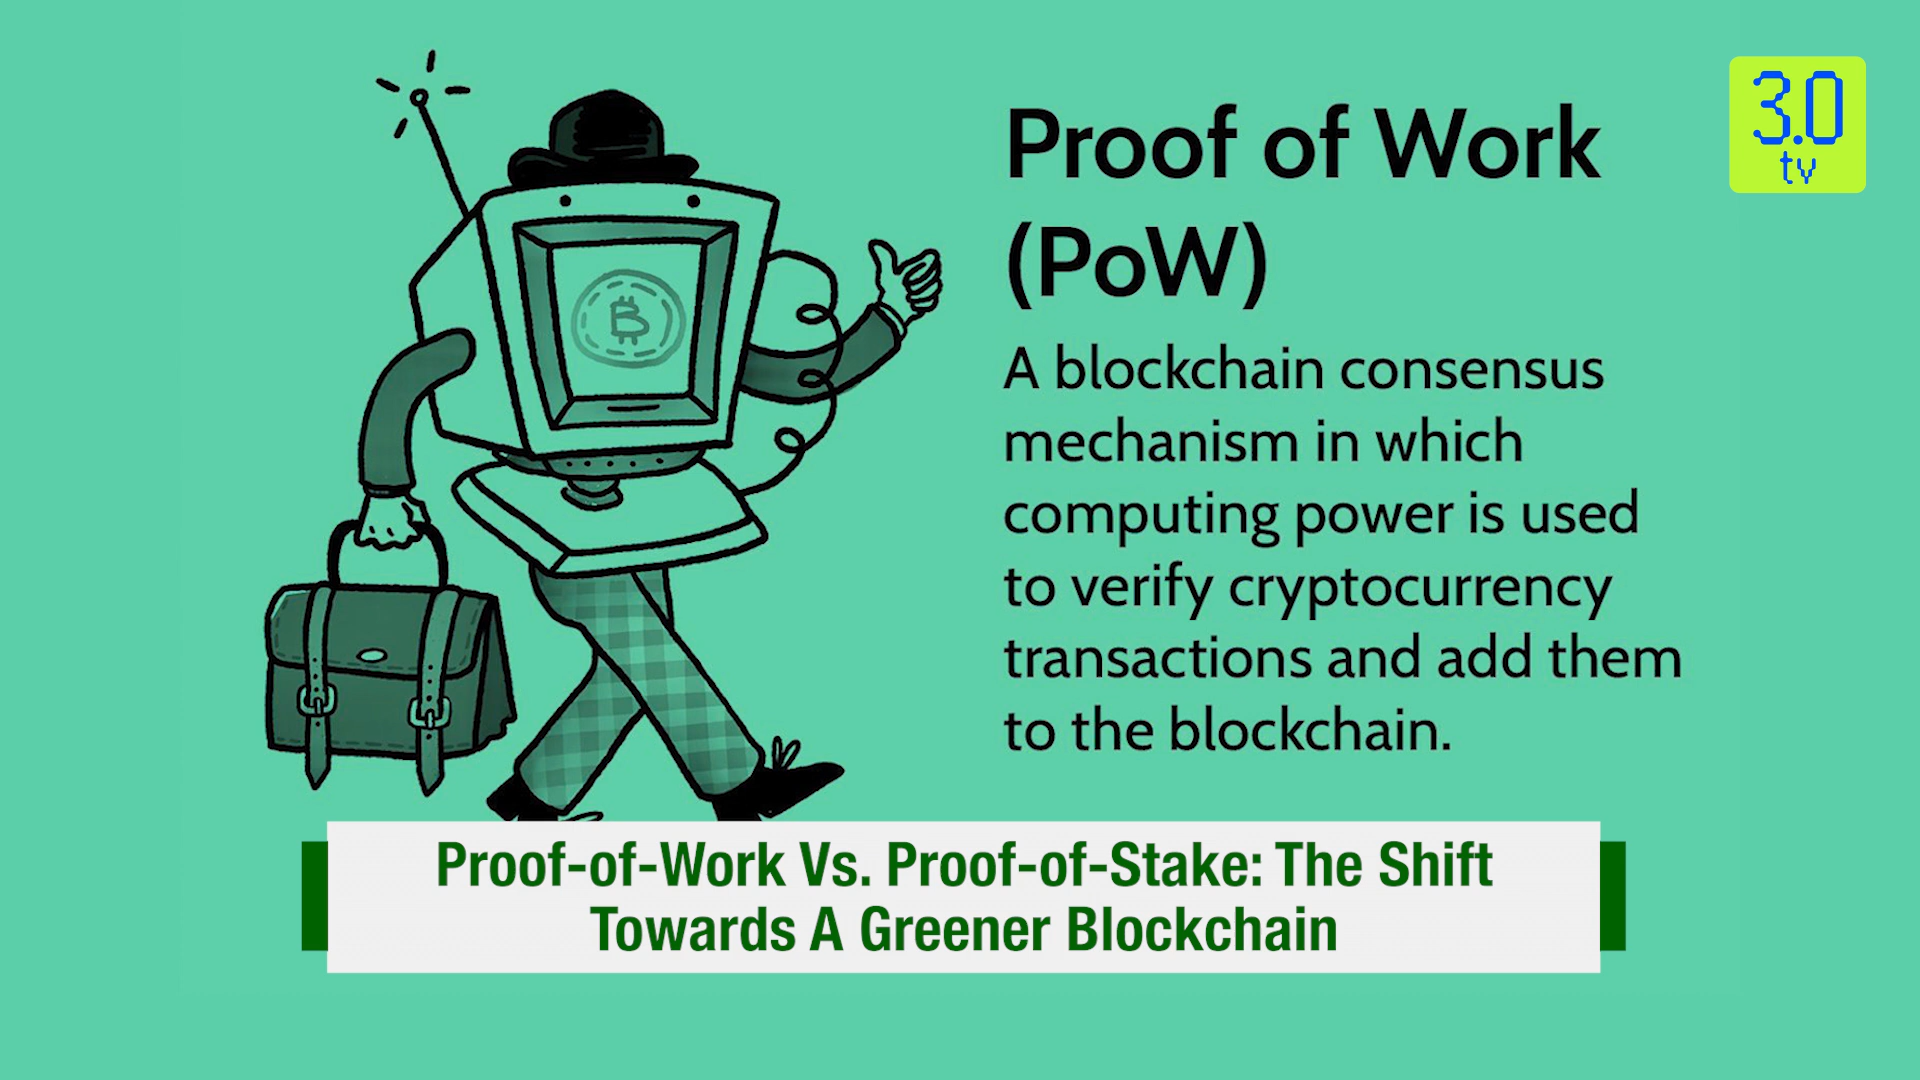 3.0
tv
Proof of Work
(PoW)
A blockchain consensus
mechanism in which
computing power is used
to verify cryptocurrency
transactions and add them
to the blockchain.
B
Proof-of-Work Vs. Proof-of-Stake: The Shift
Towards A Greener Blockchain